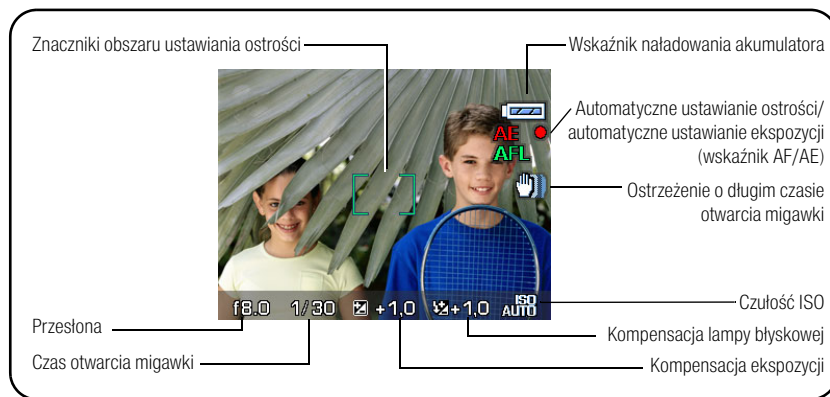 Znaczniki obszaru ustawiania ostrości
Wskaźnik naładowania akumulatora
AE
AFL
Automatyczne ustawianie ostrości/
automatyczne ustawianie ekspozycji
(wskaźnik AF/AE)
Ostrzeżenie o długim czasie
otwarcia migawki
f8.0 1/30 +1,0 +1,0 ISO
AUTO
Czułość ISO
Przesłona
Kompensacja lampy błyskowej
Czas otwarcia migawki
Kompensacja ekspozycji